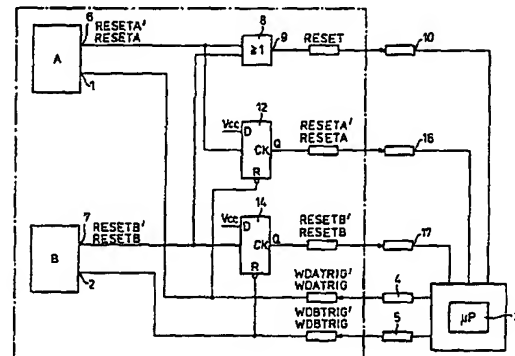 6
RESETA'
RESETA
A
1
8
≥1
9
RESET
10
12
Vcc
D
CK
Q
R
RESETA'
RESETA
16
7
RESETB'
RESETB
B
2
14
Vcc
D
CK
Q
R
RESETB'
RESETB
17
WDATRIG'
WDATRIG
4
WDBTRIG'
WDBTRIG
5
µP